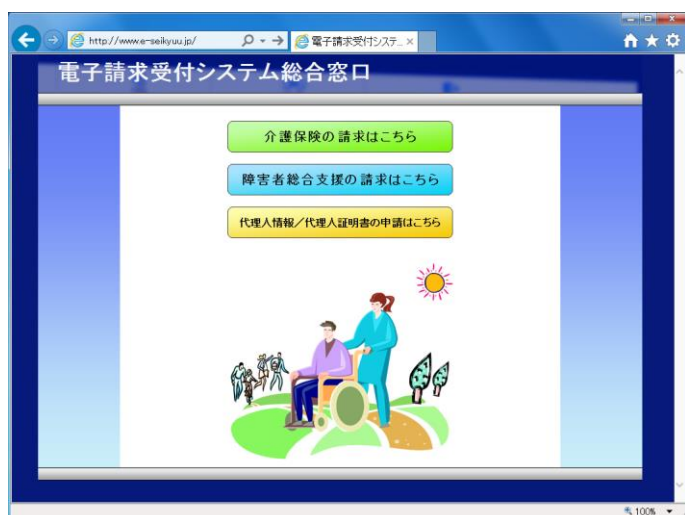 http://www.e-seikyuu.jp/
電子請求受付システ...
電子請求受付システム総合窓口
介護保険の請求はこちら
障害者総合支援の請求はこちら
代理人情報／代理人証明書の申請はこちら
100%